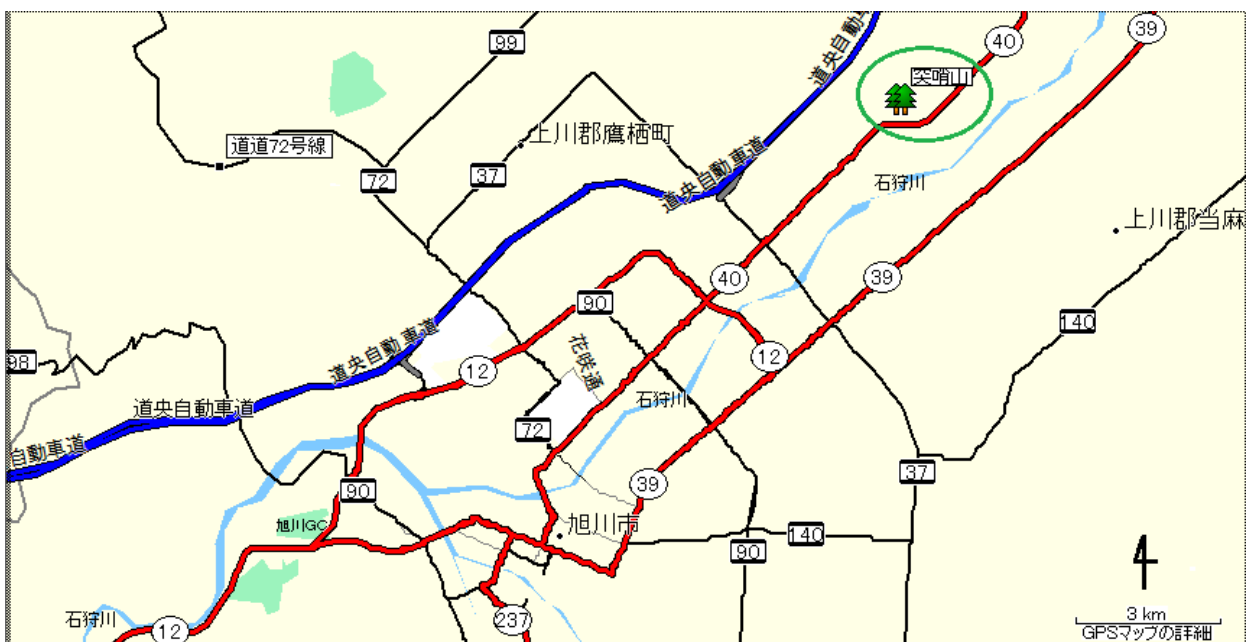 39
40
99
道央自動車
突哨山
上川郡鷹栖町
道道72号線
道央自動車道
72
37
石狩川
上川郡当麻
40
39
90
140
花咲通
道央自動車道
98
12
12
石狩川
道央自動車道
自動車道
72
37
39
90
旭川GC
旭川市
140
90
石狩川
12
237
3 km
GPSマップの詳細